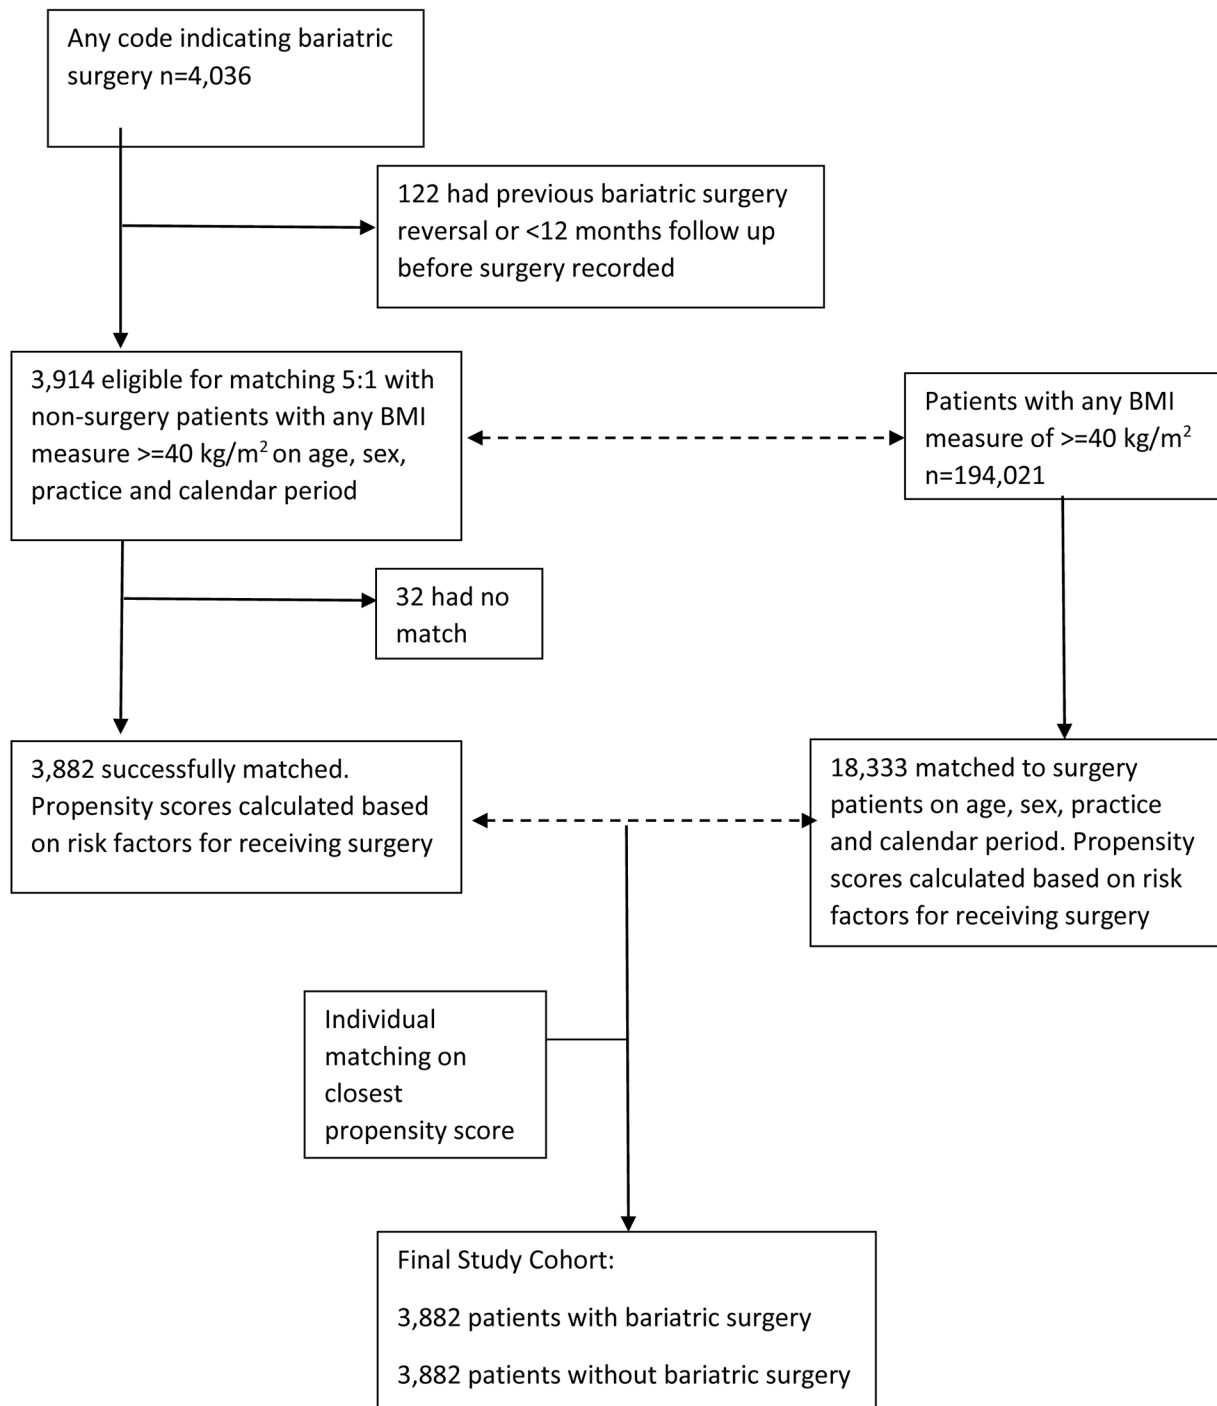 Any code indicating bariatric
surgery n=4,036
122 had previous bariatric surgery
reversal or <12 months follow up
before surgery recorded
3,914 eligible for matching 5:1 with
non-surgery patients with any BMI
measure >=40 kg/m² on age, sex,
practice and calendar period
Patients with any BMI
measure of >=40 kg/m²
n=194,021
32 had no
match
3,882 successfully matched.
Propensity scores calculated based
on risk factors for receiving surgery
18,333 matched to surgery
patients on age, sex, practice
and calendar period. Propensity
scores calculated based on risk
factors for receiving surgery
Individual
matching on
closest
propensity score
Final Study Cohort:
3,882 patients with bariatric surgery
3,882 patients without bariatric surgery